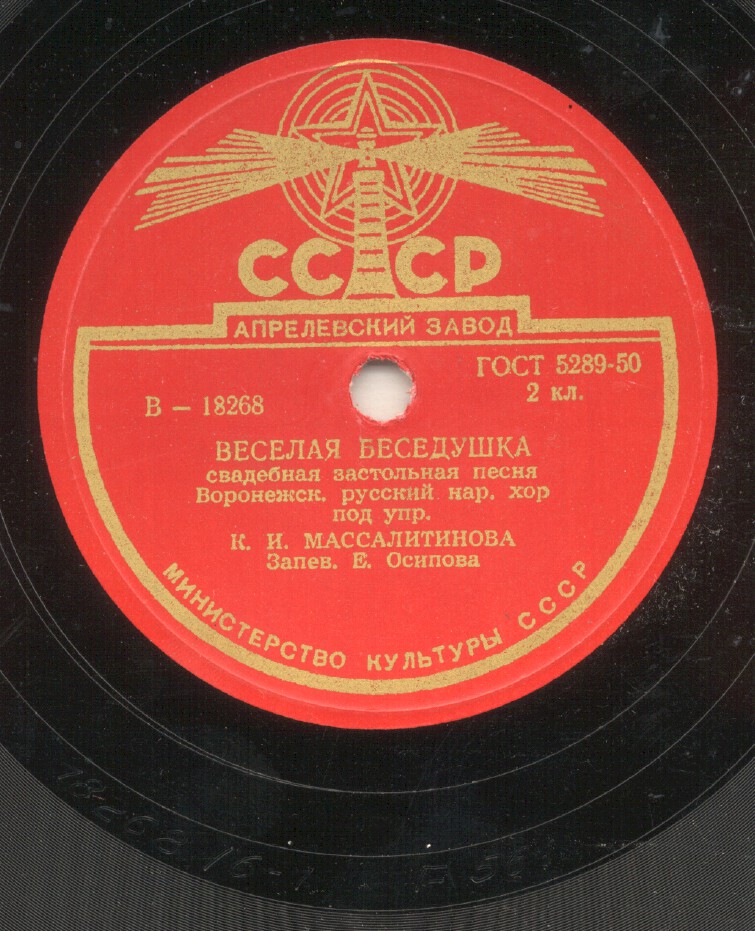 СССР
АПРЕЛЕВСКИЙ ЗАВОД
ГОСТ 5289-50
2 кл.
В — 18268
ВЕСЕЛАЯ БЕСЕДУШКА
свадебная застольная песня
Воронежск. русский нар. хор
под упр.
К. И. МАССАЛИТИНОВА
Запев. Е. Осипова
МИНИСТЕРСТВО КУЛЬТУРЫ СССР
18268